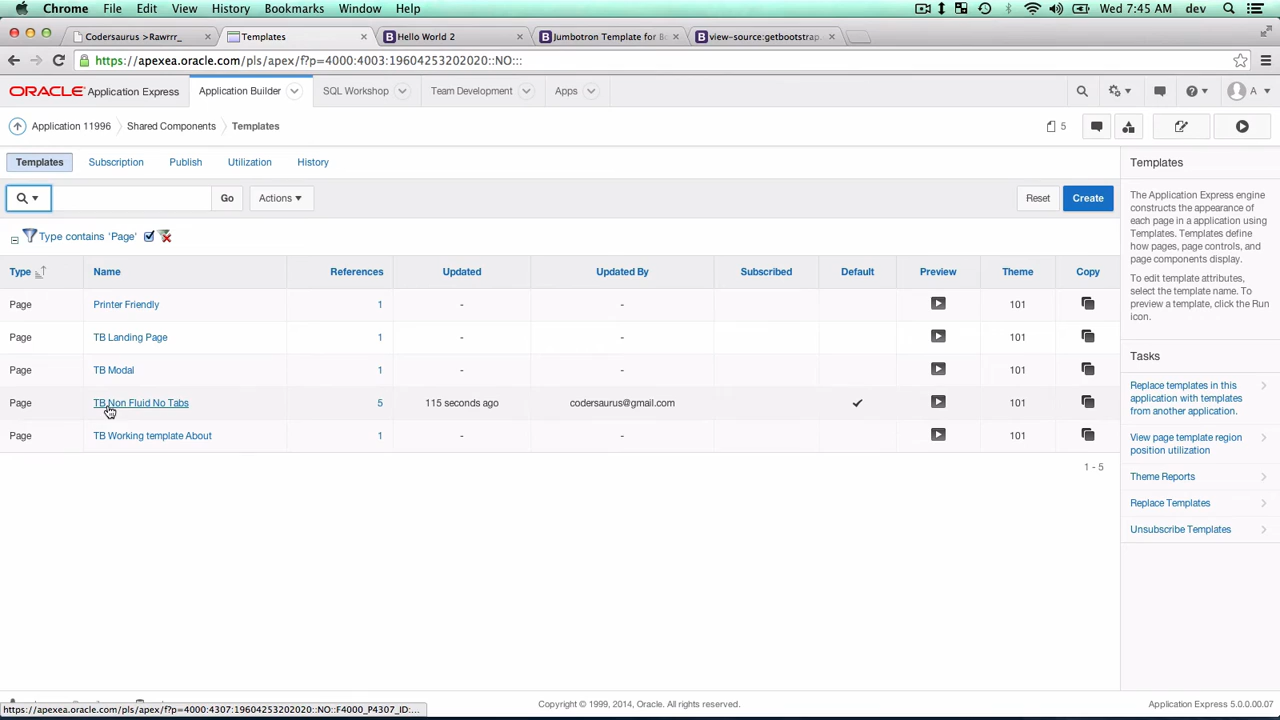 Chrome File Edit View History Bookmarks Window Help Wed 7:45 AM dev
Codersaurus >Rawrrr_ Templates Hello World 2 Jumbotron Template for Bo view-source:getbootstrap.
https://apexea.oracle.com/pls/apex/f?p=4000:4003:19604253202020::NO:::
ORACLE Application Express Application Builder SQL Workshop Team Development Apps A
Application 11996 Shared Components Templates 5
Templates Subscription Publish Utilization History
Go Actions Reset Create
Type contains 'Page'
Type Name References Updated Updated By Subscribed Default Preview Theme Copy
Page Printer Friendly 1 - - 101
Page TB Landing Page 1 - - 101
Page TB Modal 1 - - 101
Page TB Non Fluid No Tabs 5 115 seconds ago codersaurus@gmail.com 101
Page TB Working template About 1 - - 101
1 - 5
Templates
The Application Express engine
constructs the appearance of
each page in a application using
Templates. Templates define
how pages, page controls, and
page components display.
To edit template attributes,
select the template name. To
preview a template, click the Run
icon.
Tasks
Replace templates in this
application with templates
from another application.
View page template region
position utilization
Theme Reports
Replace Templates
Unsubscribe Templates
Copyright © 1999, 2014, Oracle. All rights reserved. Application Express 5.0.0.00.07
https://apexea.oracle.com/pls/apex/f?p=4000:4307:19604253202020::NO::F4000_P4307_ID:...